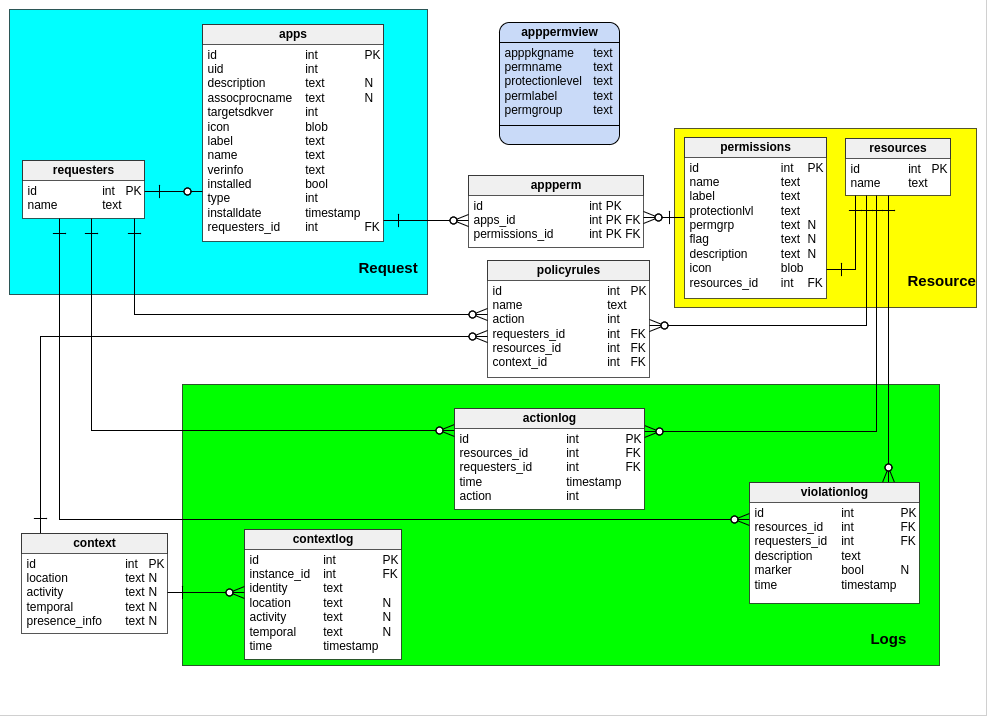 apps
id int PK
uid int
description text N
assocprocname text N
targetsdkver int
icon blob
label text
name text
verinfo text
installed bool
type int
installdate timestamp
requesters_id int FK
requesters
id int PK
name text
Request
apppermview
apppkgname text
permname text
protectionlevel text
permlabel text
permgroup text
appperm
id int PK
apps_id int PK FK
permissions_id int PK FK
permissions
id int PK
name text
label text
protectionlvl text
permgrp text N
flag text N
description text N
icon blob
resources_id int FK
resources
id int PK
name text
Resource
policyrules
id int PK
name text
action int
requesters_id int FK
resources_id int FK
context_id int FK
actionlog
id int PK
resources_id int FK
requesters_id int FK
time timestamp
action int
violationlog
id int PK
resources_id int FK
requesters_id int FK
description text
marker bool N
time timestamp
context
id int PK
location text N
activity text N
temporal text N
presence_info text N
contextlog
id int PK
instance_id int FK
identity text
location text N
activity text N
temporal text N
time timestamp
Logs